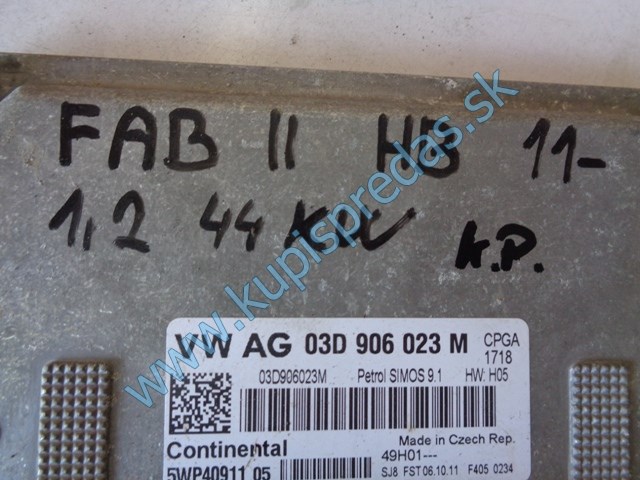 FAB II HB 11-
1,2 44 KW K.P.
www.kupispredas.sk
VW AG 03D 906 023 M CPGA 1718
03D906023M Petrol SIMOS 9.1 HW: H05
Continental Made in Czech Rep.
49H01---
5WP40911 05 SJ8 FST 06.10.11 F405 0234